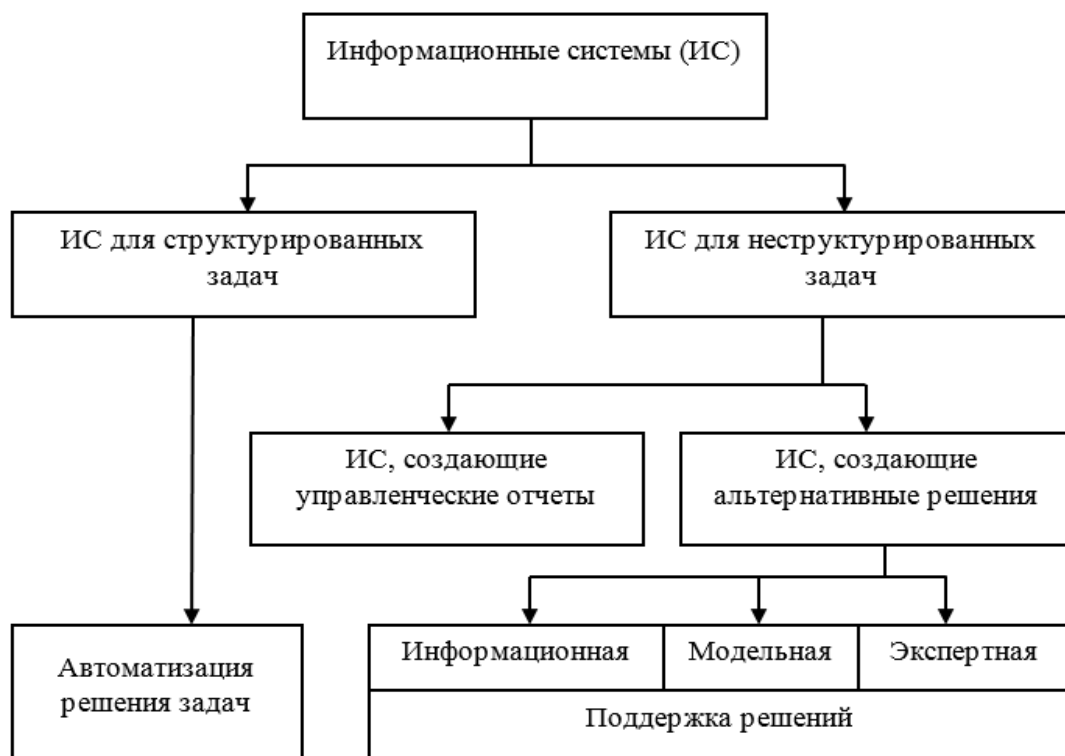 Информационные системы (ИС)
ИС для структурированных
задач
ИС для неструктурированных
задач
ИС, создающие
управленческие отчеты
ИС, создающие
альтернативные решения
Автоматизация
решения задач
Информационная
Модельная
Экспертная
Поддержка решений